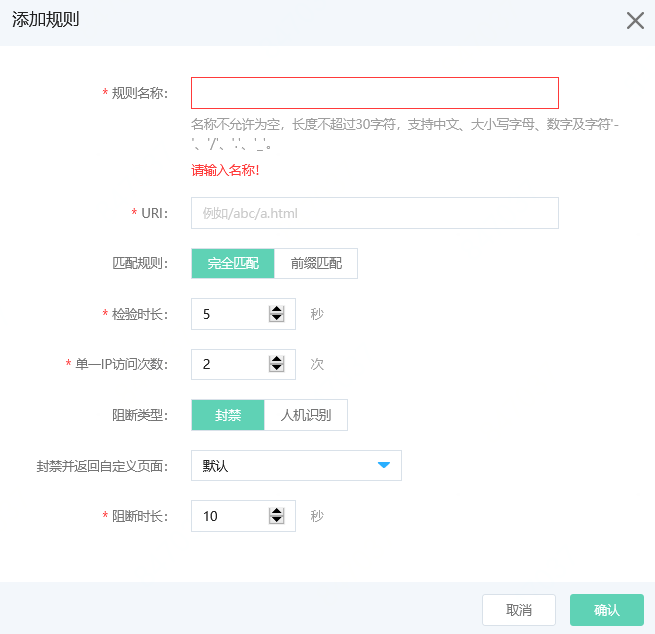 添加规则
* 规则名称：
名称不允许为空，长度不超过30字符，支持中文、大小写字母、数字及字符'-
'、'/'、'.'、'_'。
请输入名称！
* URI：
例如/abc/a.html
匹配规则： 完全匹配 前缀匹配
* 检验时长： 5 秒
* 单一IP访问次数： 2 次
阻断类型： 封禁 人机识别
封禁并返回自定义页面： 默认
* 阻断时长： 10 秒
取消 确认